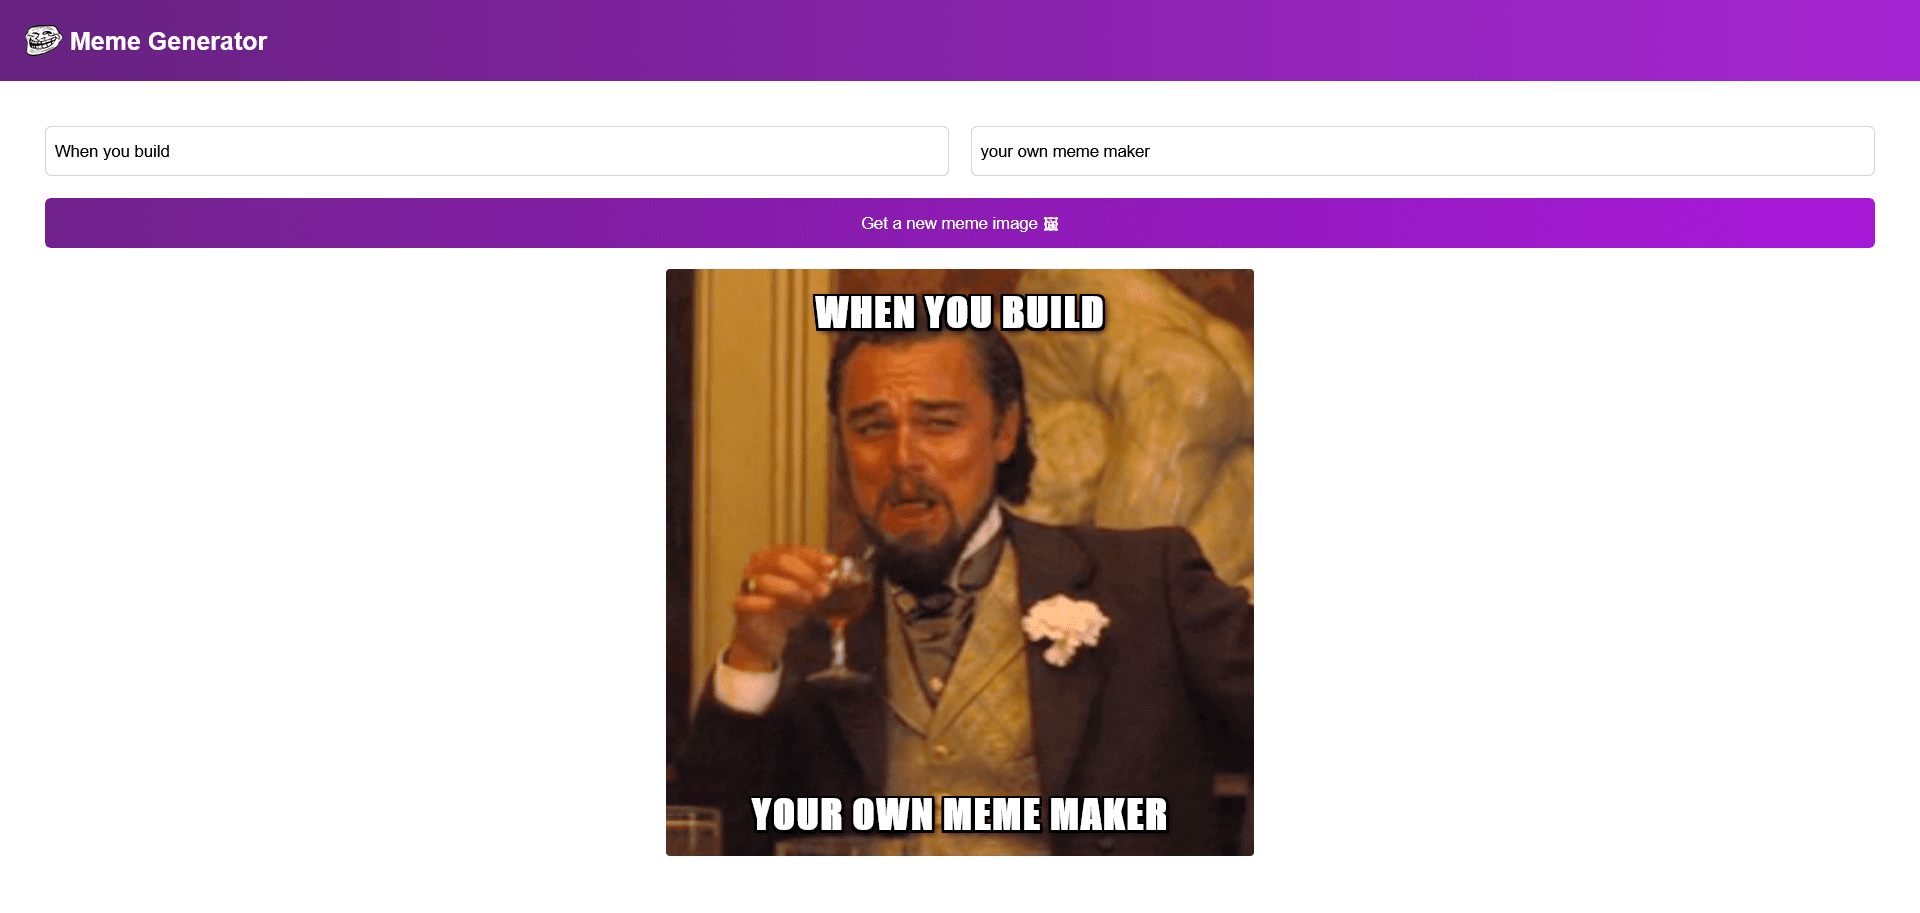 Meme Generator
When you build
your own meme maker
Get a new meme image 🖼
WHEN YOU BUILD
YOUR OWN MEME MAKER